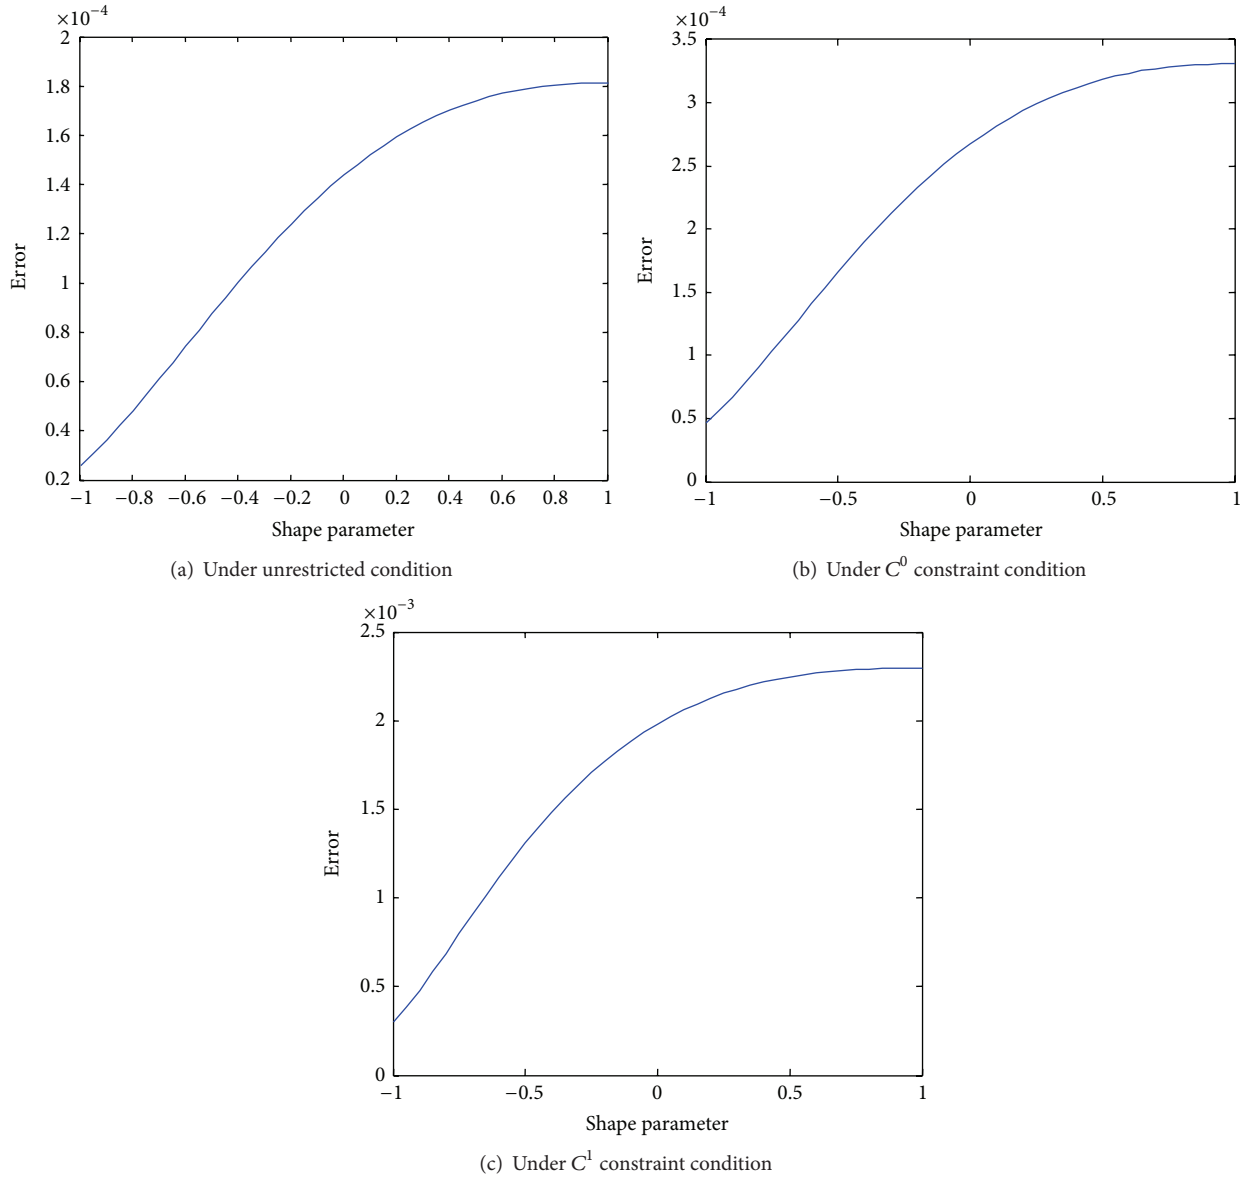 ×10−4
2
1.8
1.6
1.4
1.2
1
0.8
0.6
0.4
0.2
Error
−1 −0.8 −0.6 −0.4 −0.2 0 0.2 0.4 0.6 0.8 1
Shape parameter
(a) Under unrestricted condition
×10−4
3.5
3
2.5
2
1.5
1
0.5
0
Error
−1 −0.5 0 0.5 1
Shape parameter
(b) Under C0 constraint condition
×10−3
2.5
2
1.5
1
0.5
0
Error
−1 −0.5 0 0.5 1
Shape parameter
(c) Under C1 constraint condition